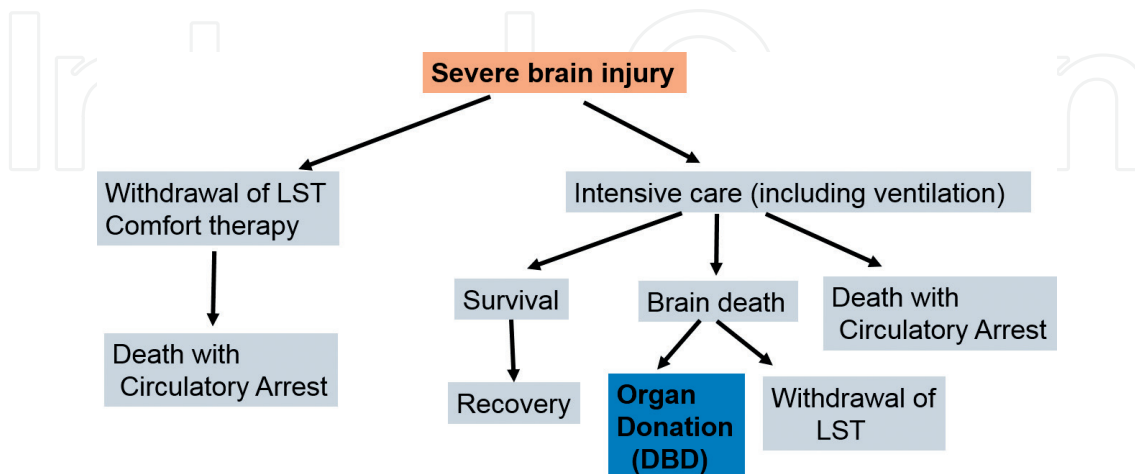 Severe brain injury
Withdrawal of LST
Comfort therapy
Intensive care (including ventilation)
Survival
Brain death
Death with
Circulatory Arrest
Death with
Circulatory Arrest
Recovery
Organ
Donation
(DBD)
Withdrawal of
LST